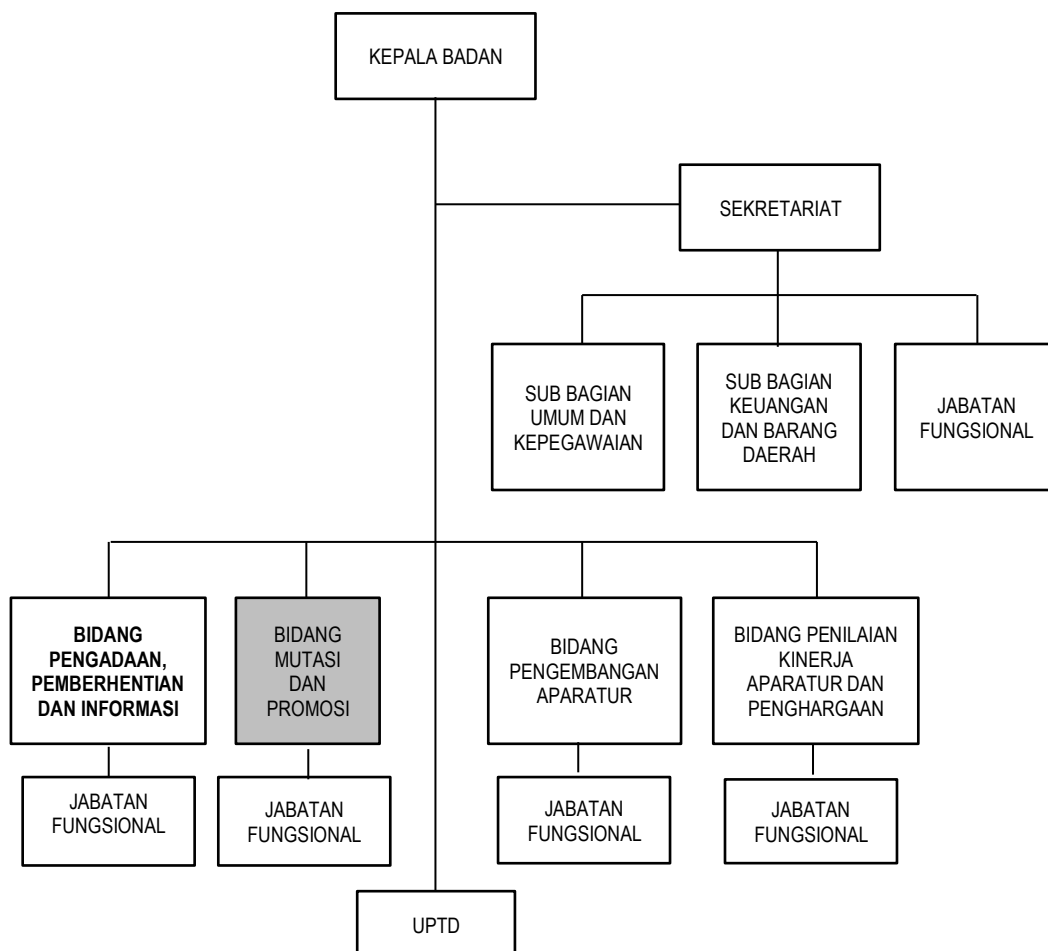 KEPALA BADAN
SEKRETARIAT
SUB BAGIAN
UMUM DAN
KEPEGAWAIAN
SUB BAGIAN
KEUANGAN
DAN BARANG
DAERAH
JABATAN
FUNGSIONAL
BIDANG
PENGADAAN,
PEMBERHENTIAN
DAN INFORMASI
BIDANG
MUTASI
DAN
PROMOSI
BIDANG
PENGEMBANGAN
APARATUR
BIDANG PENILAIAN
KINERJA
APARATUR DAN
PENGHARGAAN
JABATAN
FUNGSIONAL
JABATAN
FUNGSIONAL
JABATAN
FUNGSIONAL
JABATAN
FUNGSIONAL
UPTD